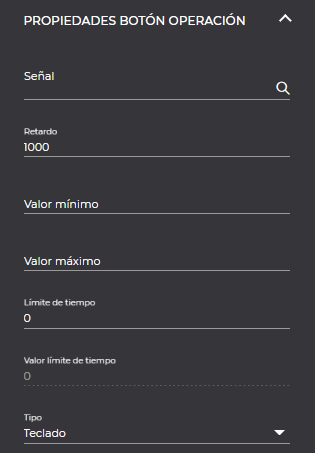 PROPIEDADES BOTÓN OPERACIÓN
Señal
Retardo
1000
Valor mínimo
Valor máximo
Límite de tiempo
0
Valor límite de tiempo
0
Tipo
Teclado